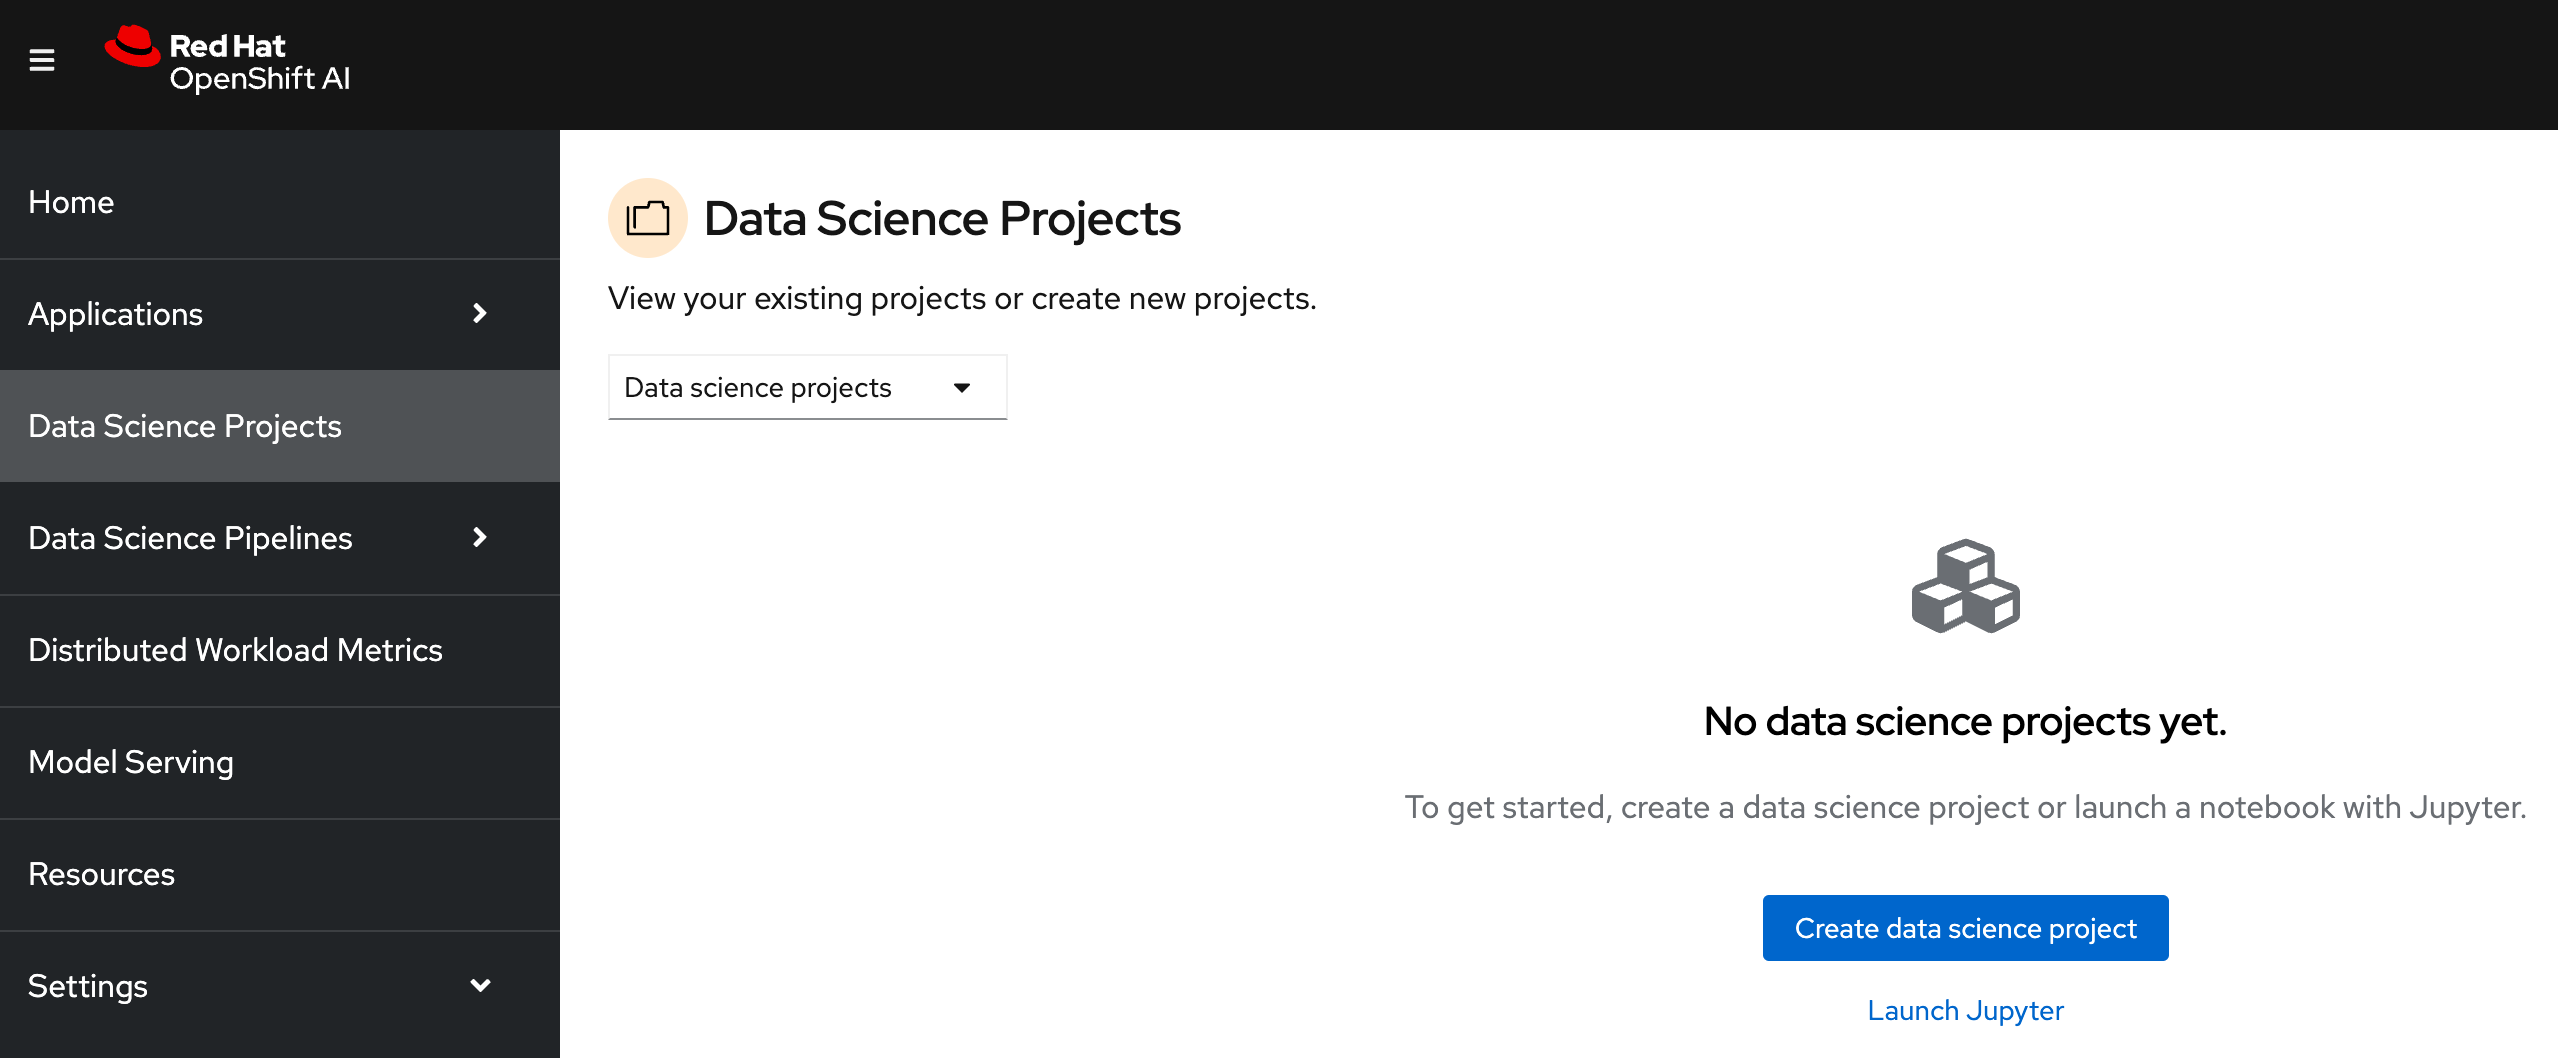 Red Hat
OpenShift AI
Home
Applications
Data Science Projects
Data Science Pipelines
Distributed Workload Metrics
Model Serving
Resources
Settings
Data Science Projects
View your existing projects or create new projects.
Data science projects
No data science projects yet.
To get started, create a data science project or launch a notebook with Jupyter.
Create data science project
Launch Jupyter